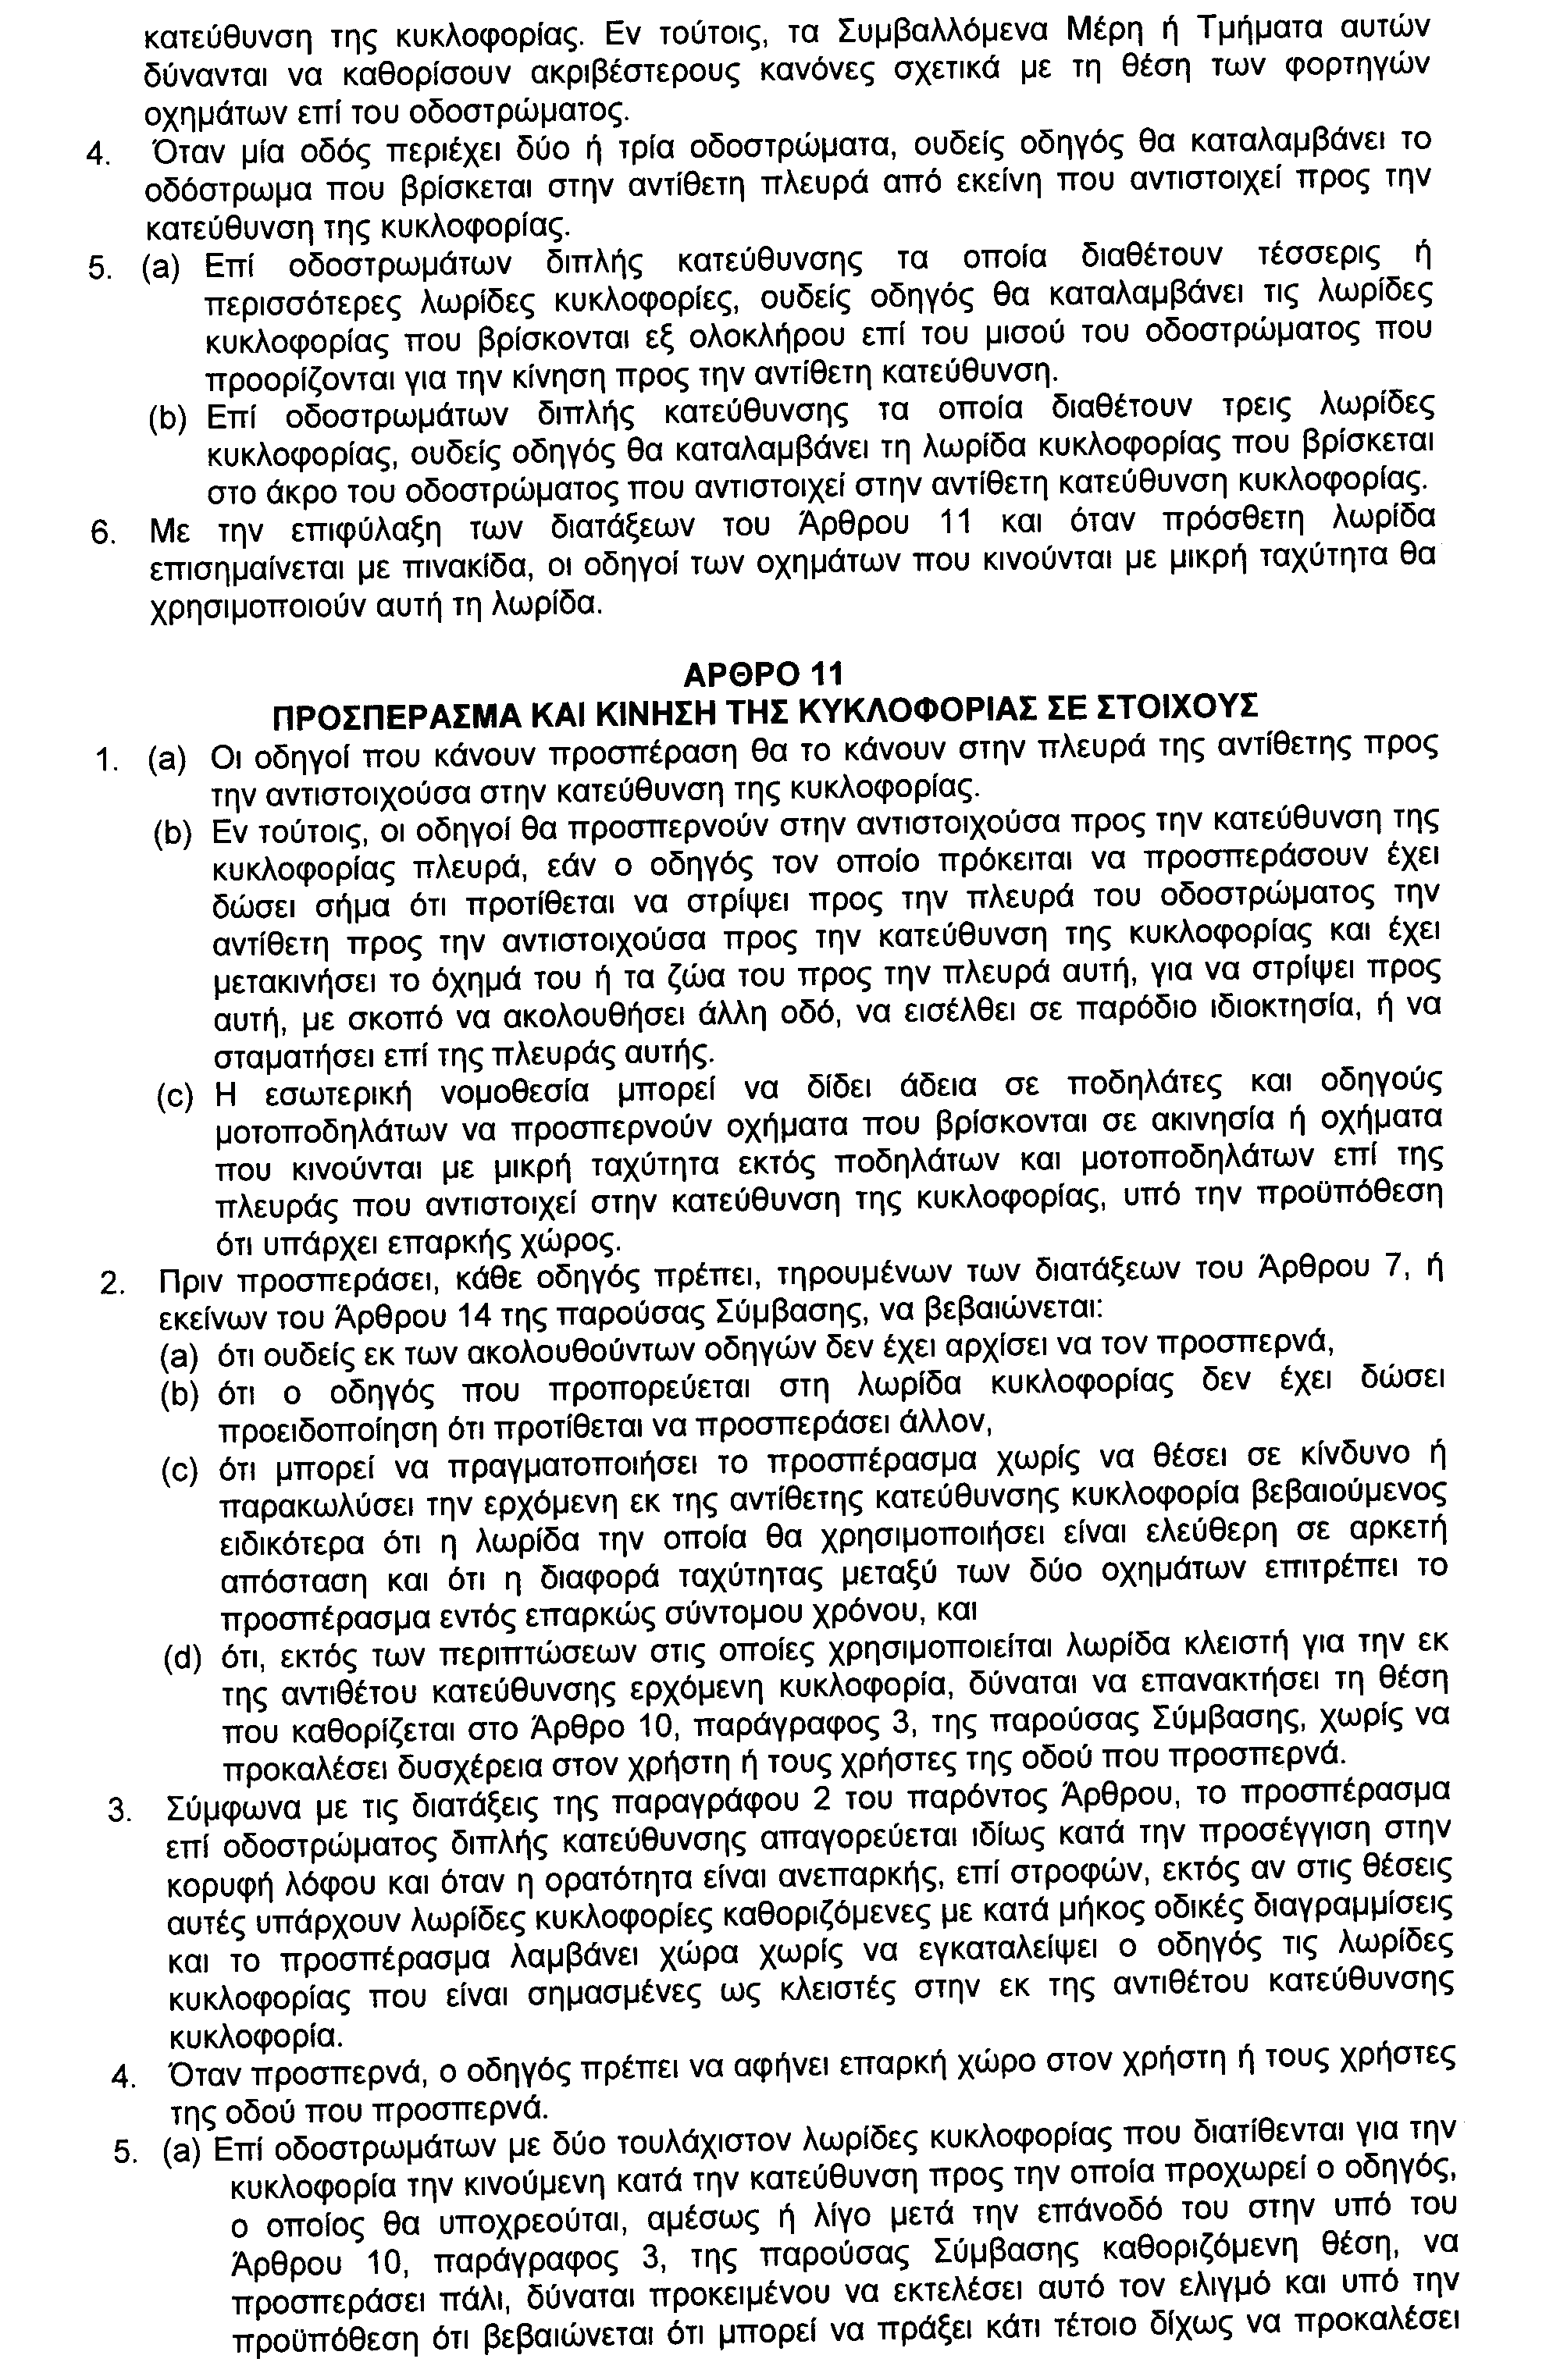 κατεύθυνση της κυκλοφορίας. Εν τούτοις, τα Συμβαλλόμενα Μέρη ή Τμήματα αυτών
δύνανται να καθορίσουν ακριβέστερους κανόνες σχετικά με τη θέση των φορτηγών
οχημάτων επί του οδοστρώματος.
4. Όταν μία οδός περιέχει δύο ή τρία οδοστρώματα, ουδείς οδηγός θα καταλαμβάνει το
οδόστρωμα που βρίσκεται στην αντίθετη πλευρά από εκείνη που αντιστοιχεί προς την
κατεύθυνση της κυκλοφορίας.
5. (a) Επί οδοστρωμάτων διπλής κατεύθυνσης τα οποία διαθέτουν τέσσερις ή
περισσότερες λωρίδες κυκλοφορίες, ουδείς οδηγός θα καταλαμβάνει τις λωρίδες
κυκλοφορίας που βρίσκονται εξ ολοκλήρου επί του μισού του οδοστρώματος που
προορίζονται για την κίνηση προς την αντίθετη κατεύθυνση.
(b) Επί οδοστρωμάτων διπλής κατεύθυνσης τα οποία διαθέτουν τρεις λωρίδες
κυκλοφορίας, ουδείς οδηγός θα καταλαμβάνει τη λωρίδα κυκλοφορίας που βρίσκεται
στο άκρο του οδοστρώματος που αντιστοιχεί στην αντίθετη κατεύθυνση κυκλοφορίας.
6. Με την επιφύλαξη των διατάξεων του Άρθρου 11 και όταν πρόσθετη λωρίδα
επισημαίνεται με πινακίδα, οι οδηγοί των οχημάτων που κινούνται με μικρή ταχύτητα θα
χρησιμοποιούν αυτή τη λωρίδα.
ΑΡΘΡΟ 11
ΠΡΟΣΠΕΡΑΣΜΑ ΚΑΙ ΚΙΝΗΣΗ ΤΗΣ ΚΥΚΛΟΦΟΡΙΑΣ ΣΕ ΣΤΟΙΧΟΥΣ
1. (a) Οι οδηγοί που κάνουν προσπέραση θα το κάνουν στην πλευρά της αντίθετης προς
την αντιστοιχούσα στην κατεύθυνση της κυκλοφορίας.
(b) Εν τούτοις, οι οδηγοί θα προσπερνούν στην αντιστοιχούσα προς την κατεύθυνση της
κυκλοφορίας πλευρά, εάν ο οδηγός τον οποίο πρόκειται να προσπεράσουν έχει
δώσει σήμα ότι προτίθεται να στρίψει προς την πλευρά του οδοστρώματος την
αντίθετη προς την αντιστοιχούσα προς την κατεύθυνση της κυκλοφορίας και έχει
μετακινήσει το όχημά του ή τα ζώα του προς την πλευρά αυτή, για να στρίψει προς
αυτή, με σκοπό να ακολουθήσει άλλη οδό, να εισέλθει σε παρόδιο ιδιοκτησία, ή να
σταματήσει επί της πλευράς αυτής.
(c) Η εσωτερική νομοθεσία μπορεί να δίδει άδεια σε ποδηλάτες και οδηγούς
μοτοποδηλάτων να προσπερνούν οχήματα που βρίσκονται σε ακινησία ή οχήματα
που κινούνται με μικρή ταχύτητα εκτός ποδηλάτων και μοτοποδηλάτων επί της
πλευράς που αντιστοιχεί στην κατεύθυνση της κυκλοφορίας, υπό την προϋπόθεση
ότι υπάρχει επαρκής χώρος.
2. Πριν προσπεράσει, κάθε οδηγός πρέπει, τηρουμένων των διατάξεων του Άρθρου 7, ή
εκείνων του Άρθρου 14 της παρούσας Σύμβασης, να βεβαιώνεται:
(a) ότι ουδείς εκ των ακολουθούντων οδηγών δεν έχει αρχίσει να τον προσπερνά,
(b) ότι ο οδηγός που προπορεύεται στη λωρίδα κυκλοφορίας δεν έχει δώσει
προειδοποίηση ότι προτίθεται να προσπεράσει άλλον,
(c) ότι μπορεί να πραγματοποιήσει το προσπέρασμα χωρίς να θέσει σε κίνδυνο ή
παρακωλύσει την ερχόμενη εκ της αντίθετης κατεύθυνσης κυκλοφορία βεβαιούμενος
ειδικότερα ότι η λωρίδα την οποία θα χρησιμοποιήσει είναι ελεύθερη σε αρκετή
απόσταση και ότι η διαφορά ταχύτητας μεταξύ των δύο οχημάτων επιτρέπει το
προσπέρασμα εντός επαρκώς σύντομου χρόνου, και
(d) ότι, εκτός των περιπτώσεων στις οποίες χρησιμοποιείται λωρίδα κλειστή για την εκ
της αντιθέτου κατεύθυνσης ερχόμενη κυκλοφορία, δύναται να επανακτήσει τη θέση
που καθορίζεται στο Άρθρο 10, παράγραφος 3, της παρούσας Σύμβασης, χωρίς να
προκαλέσει δυσχέρεια στον χρήστη ή τους χρήστες της οδού που προσπερνά.
3. Σύμφωνα με τις διατάξεις της παραγράφου 2 του παρόντος Άρθρου, το προσπέρασμα
επί οδοστρώματος διπλής κατεύθυνσης απαγορεύεται ιδίως κατά την προσέγγιση στην
κορυφή λόφου και όταν η ορατότητα είναι ανεπαρκής, επί στροφών, εκτός αν στις θέσεις
αυτές υπάρχουν λωρίδες κυκλοφορίες καθοριζόμενες με κατά μήκος οδικές διαγραμμίσεις
και το προσπέρασμα λαμβάνει χώρα χωρίς να εγκαταλείψει ο οδηγός τις λωρίδες
κυκλοφορίας που είναι σημασμένες ως κλειστές στην εκ της αντιθέτου κατεύθυνσης
κυκλοφορία.
4. Όταν προσπερνά, ο οδηγός πρέπει να αφήνει επαρκή χώρο στον χρήστη ή τους χρήστες
της οδού που προσπερνά.
5. (a) Επί οδοστρωμάτων με δύο τουλάχιστον λωρίδες κυκλοφορίας που διατίθενται για την
κυκλοφορία την κινούμενη κατά την κατεύθυνση προς την οποία προχωρεί ο οδηγός,
ο οποίος θα υποχρεούται, αμέσως ή λίγο μετά την επάνοδό του στην υπό του
Άρθρου 10, παράγραφος 3, της παρούσας Σύμβασης καθοριζόμενη θέση, να
προσπεράσει πάλι, δύναται προκειμένου να εκτελέσει αυτό τον ελιγμό και υπό την
προϋπόθεση ότι βεβαιώνεται ότι μπορεί να πράξει κάτι τέτοιο δίχως να προκαλέσει